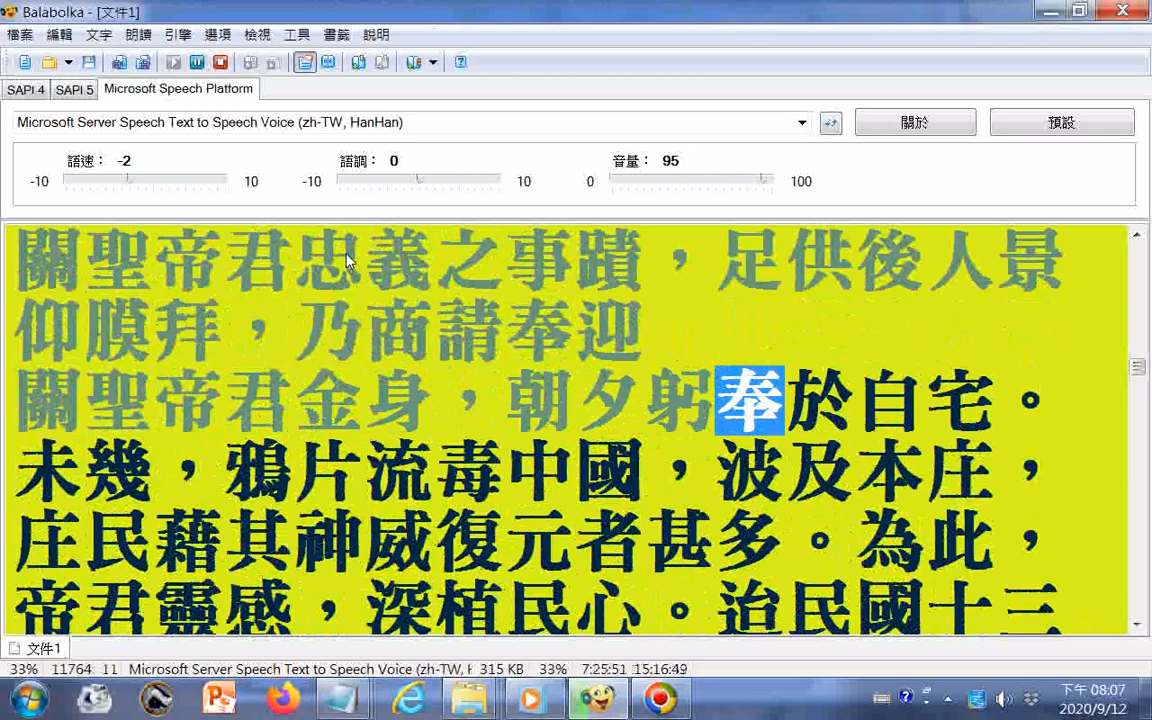 Balabolka - [文件1]
檔案 編輯 文字 朗讀 引擎 選項 檢視 工具 書籤 說明
SAPI 4 SAPI 5 Microsoft Speech Platform
Microsoft Server Speech Text to Speech Voice (zh-TW, HanHan) 關於 預設
語速： -2 語調： 0 音量： 95
-10 10 -10 10 0 100
關聖帝君忠義之事蹟，足供後人景
仰膜拜，乃商請奉迎
關聖帝君金身，朝夕躬奉於自宅。
未幾，鴉片流毒中國，波及本庄，
庄民藉其神威復元者甚多。為此，
帝君靈感，深植民心。迨民國十三
文件1
33% 11764: 11 Microsoft Server Speech Text to Speech Voice (zh-TW, H 315 KB 33% 7:25:51 15:16:49
下午 08:07
2020/9/12